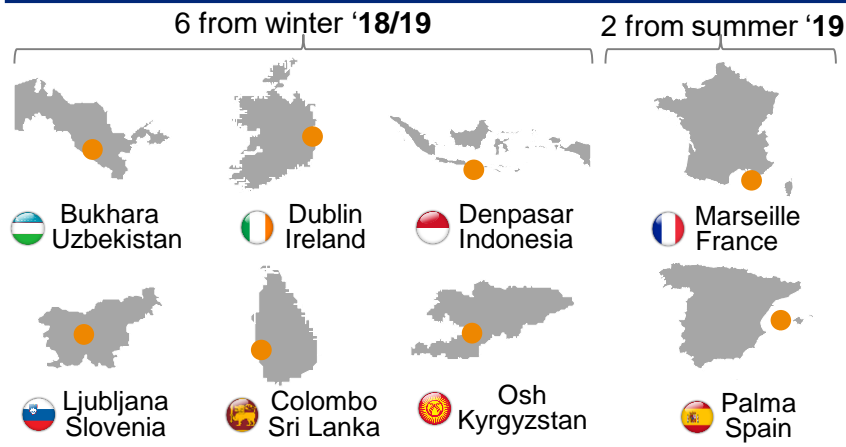 6 from winter ‘18/19
2 from summer ‘19
Bukhara
Uzbekistan
Dublin
Ireland
Denpasar
Indonesia
Marseille
France
Ljubljana
Slovenia
Colombo
Sri Lanka
Osh
Kyrgyzstan
Palma
Spain